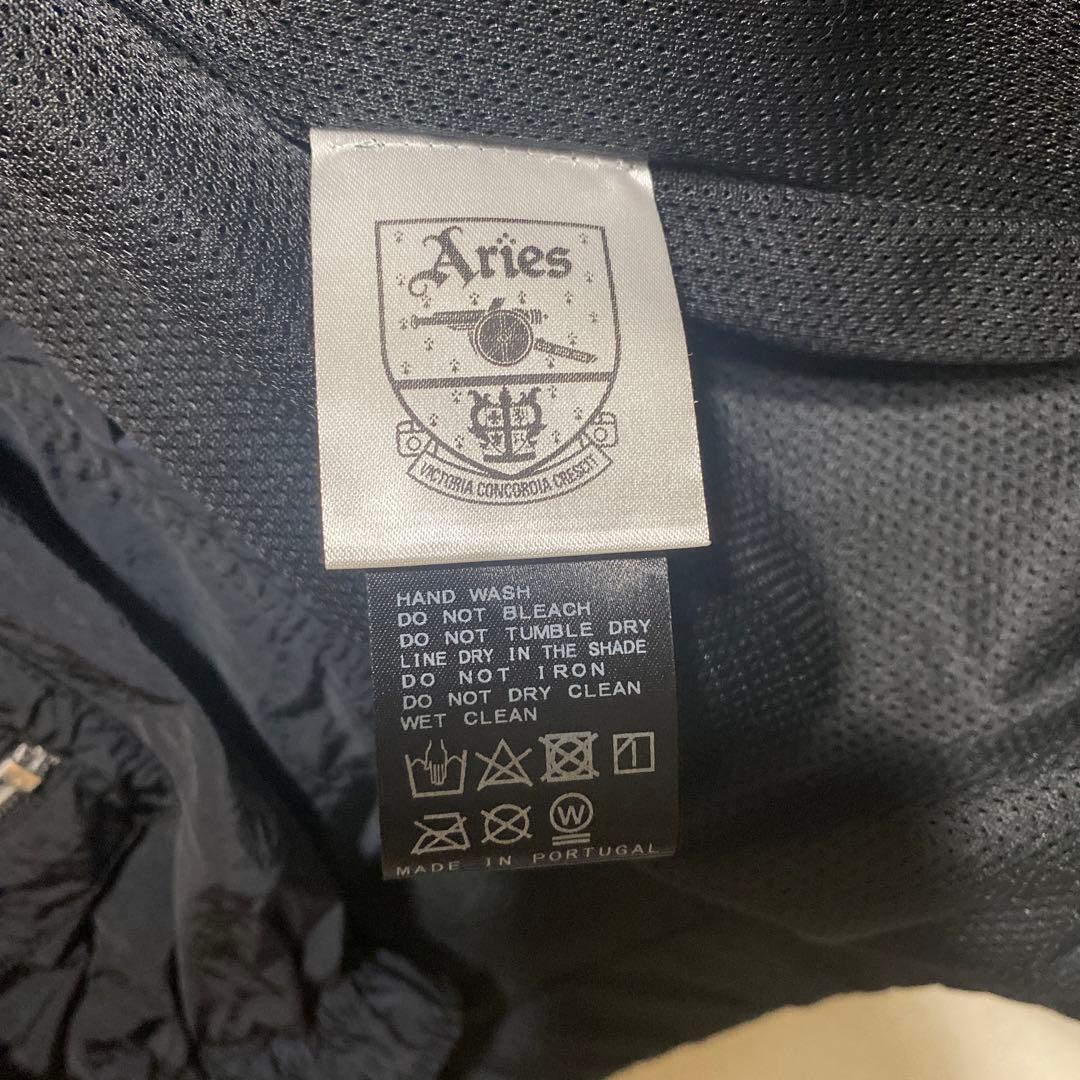 Aries
VICTORIA CONCORDIA CRESCIT
HAND WASH
DO NOT BLEACH
DO NOT TUMBLE DRY
LINE DRY IN THE SHADE
DO NOT IRON
DO NOT DRY CLEAN
WET CLEAN
W
MADE IN PORTUGAL